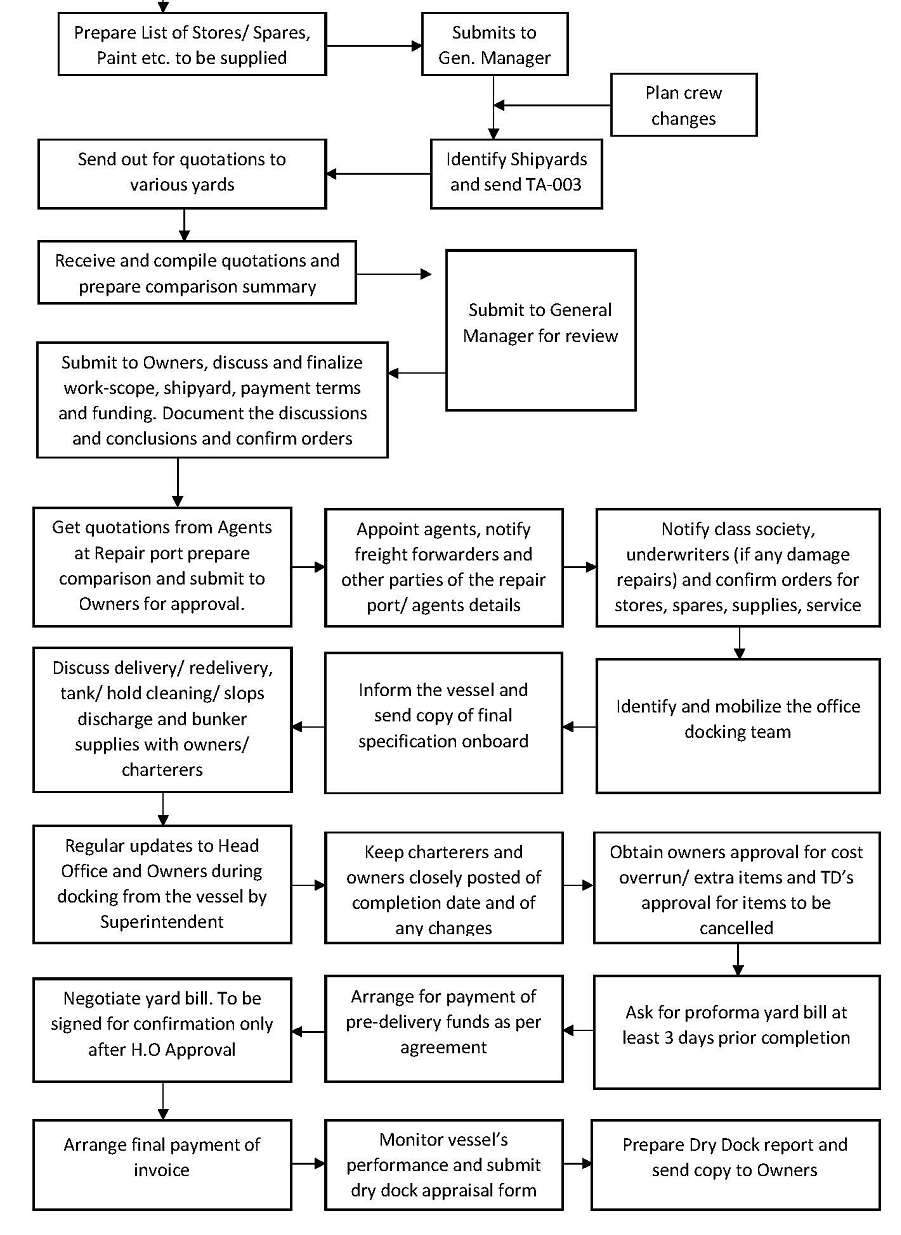 Prepare List of Stores/ Spares,
Paint etc. to be supplied
Submits to
Gen. Manager
Plan crew
changes
Identify Shipyards
and send TA-003
Send out for quotations to
various yards
Receive and compile quotations and
prepare comparison summary
Submit to General
Manager for review
Submit to Owners, discuss and finalize
work-scope, shipyard, payment terms
and funding. Document the discussions
and conclusions and confirm orders
Get quotations from Agents
at Repair port prepare
comparison and submit to
Owners for approval.
Appoint agents, notify
freight forwarders and
other parties of the repair
port/ agents details
Notify class society,
underwriters (if any damage
repairs) and confirm orders for
stores, spares, supplies, service
Identify and mobilize the office
docking team
Inform the vessel and
send copy of final
specification onboard
Discuss delivery/ redelivery,
tank/ hold cleaning/ slops
discharge and bunker
supplies with owners/
charterers
Regular updates to Head
Office and Owners during
docking from the vessel by
Superintendent
Keep charterers and
owners closely posted of
completion date and of
any changes
Obtain owners approval for cost
overrun/ extra items and TD’s
approval for items to be
cancelled
Ask for proforma yard bill at
least 3 days prior completion
Arrange for payment of
pre-delivery funds as per
agreement
Negotiate yard bill. To be
signed for confirmation only
after H.O Approval
Arrange final payment of
invoice
Monitor vessel’s
performance and submit
dry dock appraisal form
Prepare Dry Dock report and
send copy to Owners